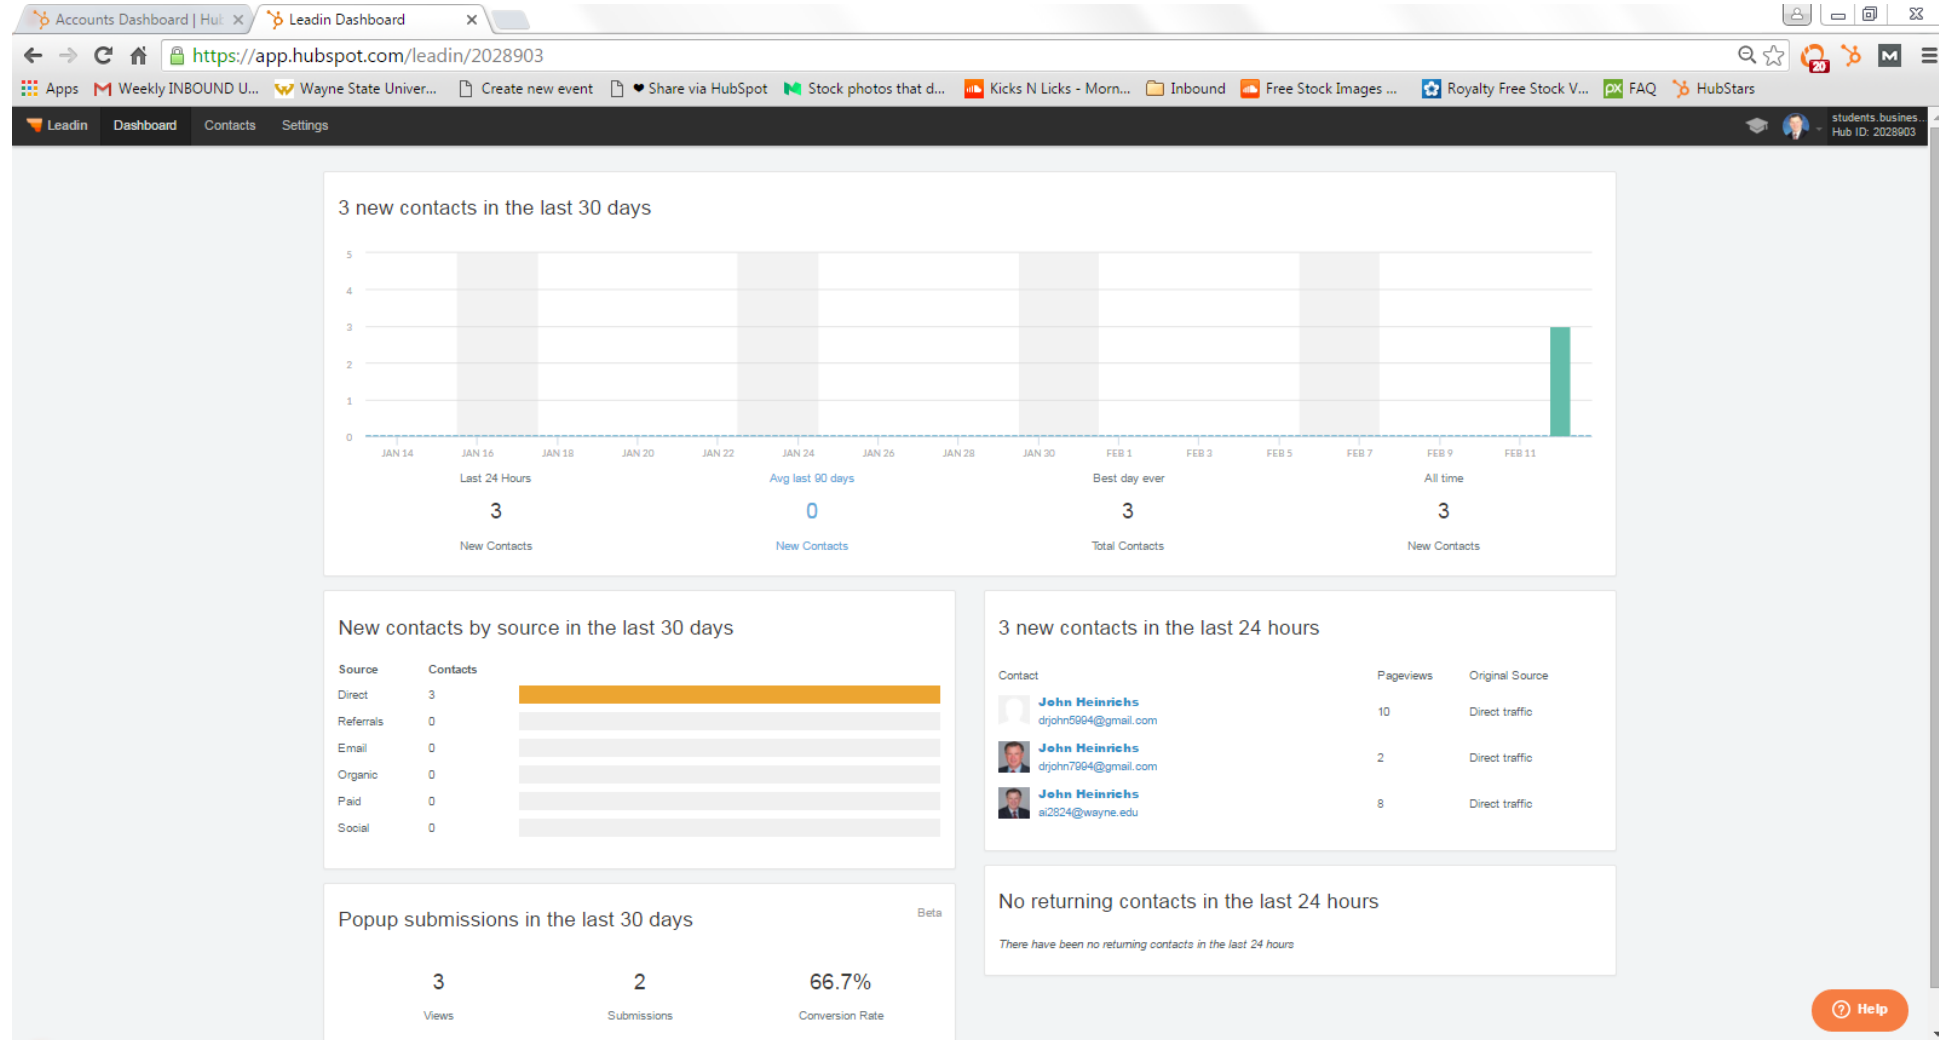 Accounts Dashboard | Hub
Leadin Dashboard
https://app.hubspot.com/leadin/2028903
20
M
Apps
Weekly INBOUND U...
Wayne State Univer...
Create new event
♥ Share via HubSpot
Stock photos that d...
Kicks N Licks - Morn...
Inbound
Free Stock Images ...
Royalty Free Stock V...
px FAQ
HubStars
Leadin
Dashboard
Contacts
Settings
students.busines...
Hub ID: 2028903
3 new contacts in the last 30 days
5
4
3
2
1
0
JAN 14 JAN 16 JAN 18 JAN 20 JAN 22 JAN 24 JAN 26 JAN 28 JAN 30 FEB 1 FEB 3 FEB 5 FEB 7 FEB 9 FEB 11
Last 24 Hours Avg last 90 days Best day ever All time
3 0 3 3
New Contacts New Contacts Total Contacts New Contacts
New contacts by source in the last 30 days
Source Contacts
Direct 3
Referrals 0
Email 0
Organic 0
Paid 0
Social 0
3 new contacts in the last 24 hours
Contact Pageviews Original Source
John Heinrichs
drjohn5994@gmail.com 10 Direct traffic
John Heinrichs
drjohn7994@gmail.com 2 Direct traffic
John Heinrichs
ai2824@wayne.edu 8 Direct traffic
Popup submissions in the last 30 days Beta
3 2 66.7%
Views Submissions Conversion Rate
No returning contacts in the last 24 hours
There have been no returning contacts in the last 24 hours
? Help